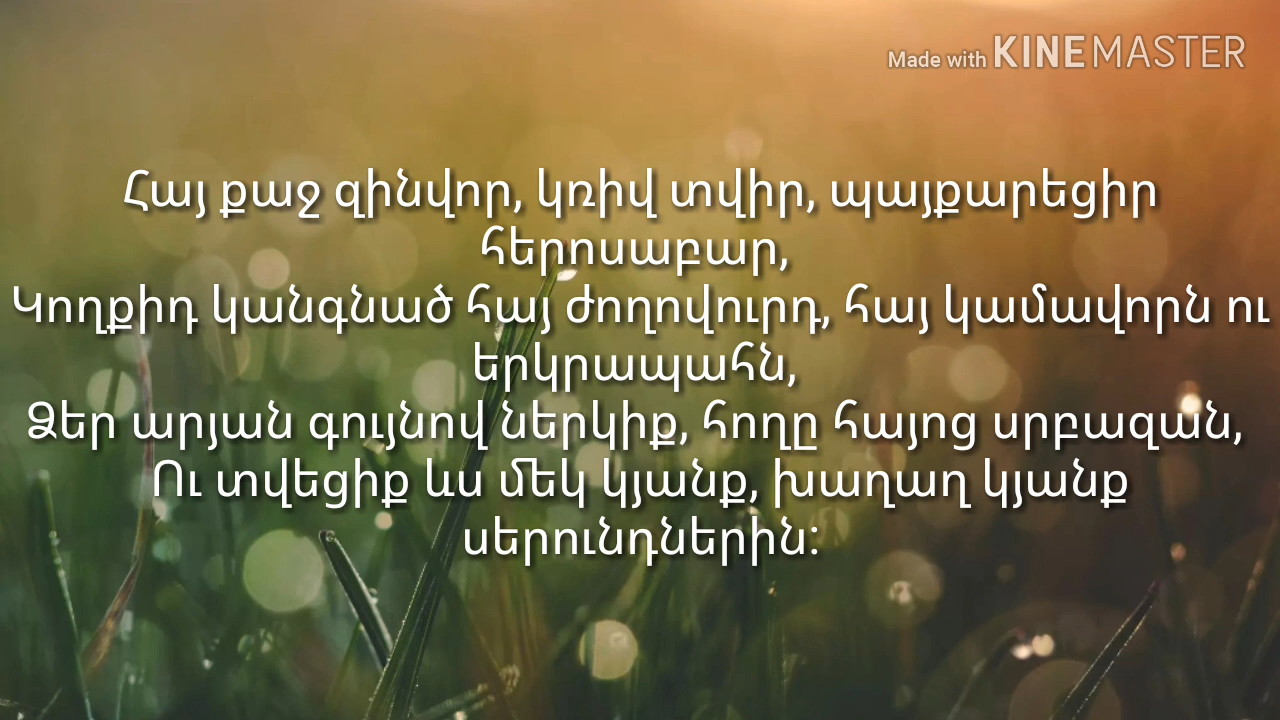 Made with KINEMASTER
Հայ քաջ զինվոր, կռիվ տվիր, պայքարեցիր
հերոսաբար,
Կողքիդ կանգնած հայ ժողովուրդ, հայ կամավորն ու
երկրապահն,
Ձեր արյան գույնով ներկիք, հողը հայոց սրբազան,
Ու տվեցիք ևս մեկ կյանք, խաղաղ կյանք
սերունդներին: